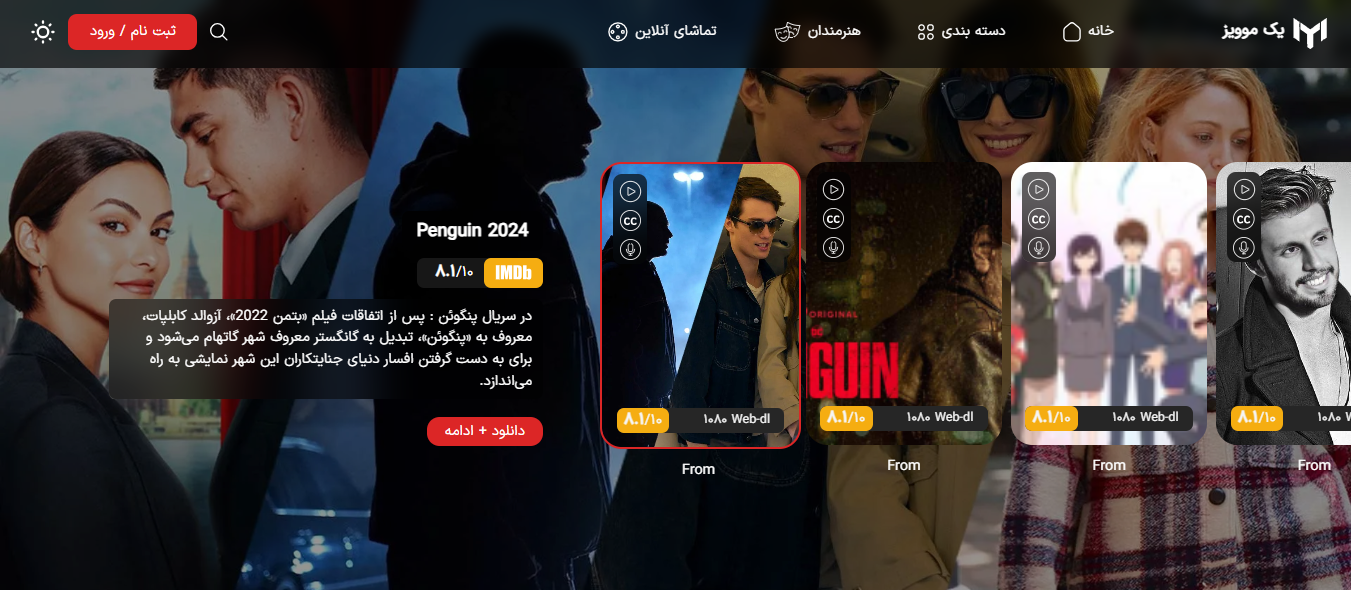 یک موویز
خانه
دسته بندی
هنرمندان
تماشای آنلاین
ثبت نام / ورود
CC
۱۰۸۰ W
۸.۱/۱۰
From
CC
۱۰۸۰ Web-dl
۸.۱/۱۰
From
CC
ORIGINAL
GUIN
۱۰۸۰ Web-dl
۸.۱/۱۰
From
CC
۱۰۸۰ Web-dl
۸.۱/۱۰
From
Penguin 2024
IMDb
۸.۱/۱۰
در سریال پنگوئن : پس از اتفاقات فیلم «بتمن 2022»، آزوالد کابلپات،
معروف به «پنگوئن»، تبدیل به گانگستر معروف شهر گاتهام می‌شود و
برای به دست گرفتن افسار دنیای جنایتکاران این شهر نمایشی به راه
می‌اندازد.
دانلود + ادامه